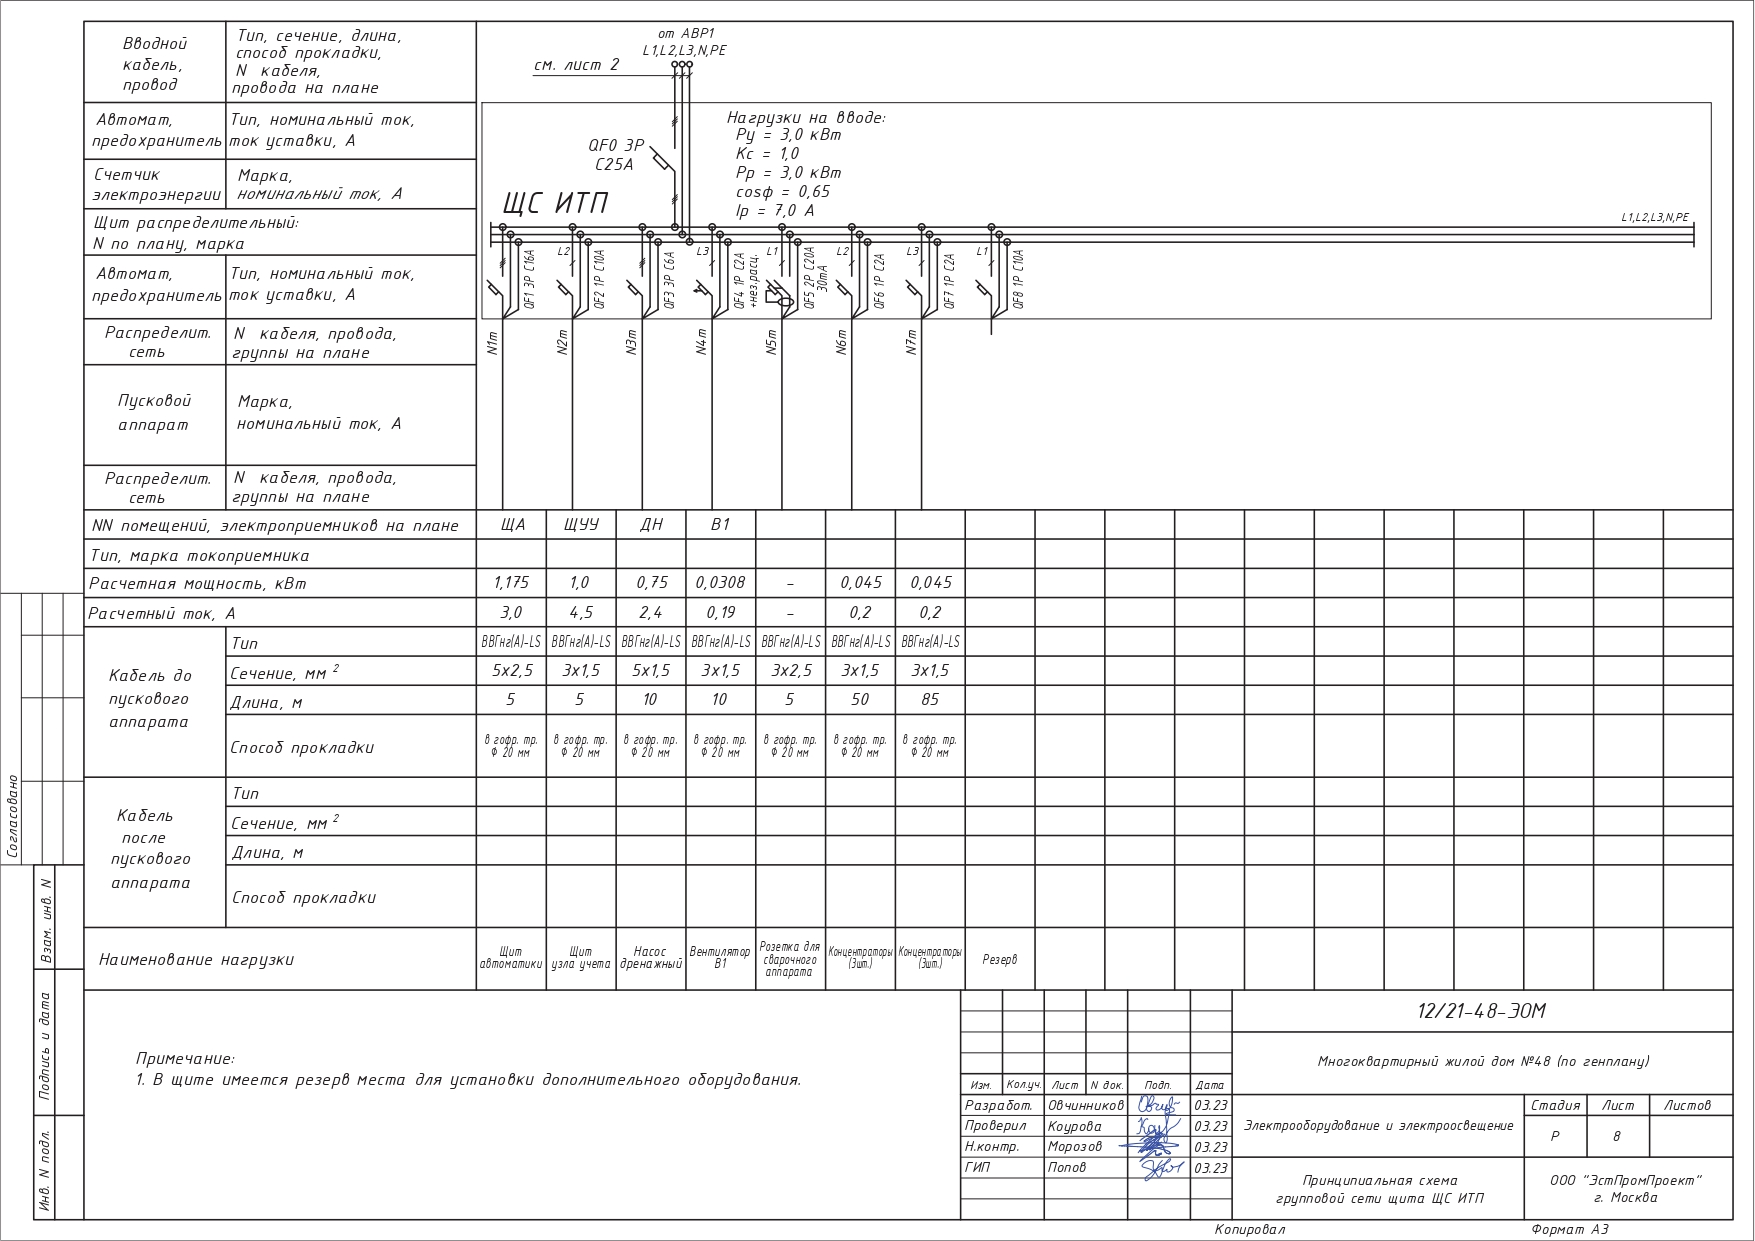 Вводной
кабель,
провод
Тип, сечение, длина,
способ прокладки,
N кабеля,
провода на плане
Автомат,
предохранитель
Тип, номинальный ток,
ток уставки, А
Счетчик
электроэнергии
Марка,
номинальный ток, А
Щит распределительный:
N по плану, марка
Автомат,
предохранитель
Тип, номинальный ток,
ток уставки, А
Распределит.
сеть
N кабеля, провода,
группы на плане
Пусковой
аппарат
Марка,
номинальный ток, А
Распределит.
сеть
N кабеля, провода,
группы на плане
от АВР1
L1,L2,L3,N,PE
см. лист 2
QF0 3P
C25A
Нагрузки на вводе:
Ру = 3,0 кВт
Кс = 1,0
Рр = 3,0 кВт
cosф = 0,65
Iр = 7,0 А
ЩС ИТП
L1,L2,L3,N,PE
QF1 3P C16A
L2
QF2 1P C10A
QF3 3P C6A
L3
QF4 1P C2A
+нез.расц.
L1
QF5 2P C20A
30mA
L2
QF6 1P C2A
L3
QF7 1P C2A
L1
QF8 1P C10A
N1т
N2т
N3т
N4т
N5т
N6т
N7т
NN помещений, электроприемников на плане ЩА ЩУУ ДН В1
Тип, марка токоприемника
Расчетная мощность, кВт 1,175 1,0 0,75 0,0308 - 0,045 0,045
Расчетный ток, А 3,0 4,5 2,4 0,19 - 0,2 0,2
Кабель до
пускового
аппарата
Тип ВВГнг(А)-LS ВВГнг(А)-LS ВВГнг(А)-LS ВВГнг(А)-LS ВВГнг(А)-LS ВВГнг(А)-LS ВВГнг(А)-LS
Сечение, мм 2 5х2,5 3х1,5 5х1,5 3х1,5 3х2,5 3х1,5 3х1,5
Длина, м 5 5 10 10 5 50 85
Способ прокладки
в гофр. тр. в гофр. тр. в гофр. тр. в гофр. тр. в гофр. тр. в гофр. тр. в гофр. тр.
Ф 20 мм Ф 20 мм Ф 20 мм Ф 20 мм Ф 20 мм Ф 20 мм Ф 20 мм
Кабель
после
пускового
аппарата
Тип
Сечение, мм 2
Длина, м
Способ прокладки
Наименование нагрузки
Щит
автоматики
Щит
узла учета
Насос
дренажный
Вентилятор
В1
Розетка для
сварочного
аппарата
Концентраторы
(3шт.)
Концентраторы
(3шт.)
Резерв
Примечание:
1. В щите имеется резерв места для установки дополнительного оборудования.
Согласовано
Взам. инв. N
Подпись и дата
Инв. N подл.
12/21-48-ЭОМ
Многоквартирный жилой дом №48 (по генплану)
Изм. Кол.уч. Лист N док. Подп. Дата
Разработ. Овчинников 03.23
Проверил Коурова 03.23
Н.контр. Морозов 03.23
ГИП Попов 03.23
Электрооборудование и электроосвещение
Стадия Лист Листов
Р 8
Принципиальная схема
групповой сети щита ЩС ИТП
ООО "ЭстПромПроект"
г. Москва
Копировал Формат А3